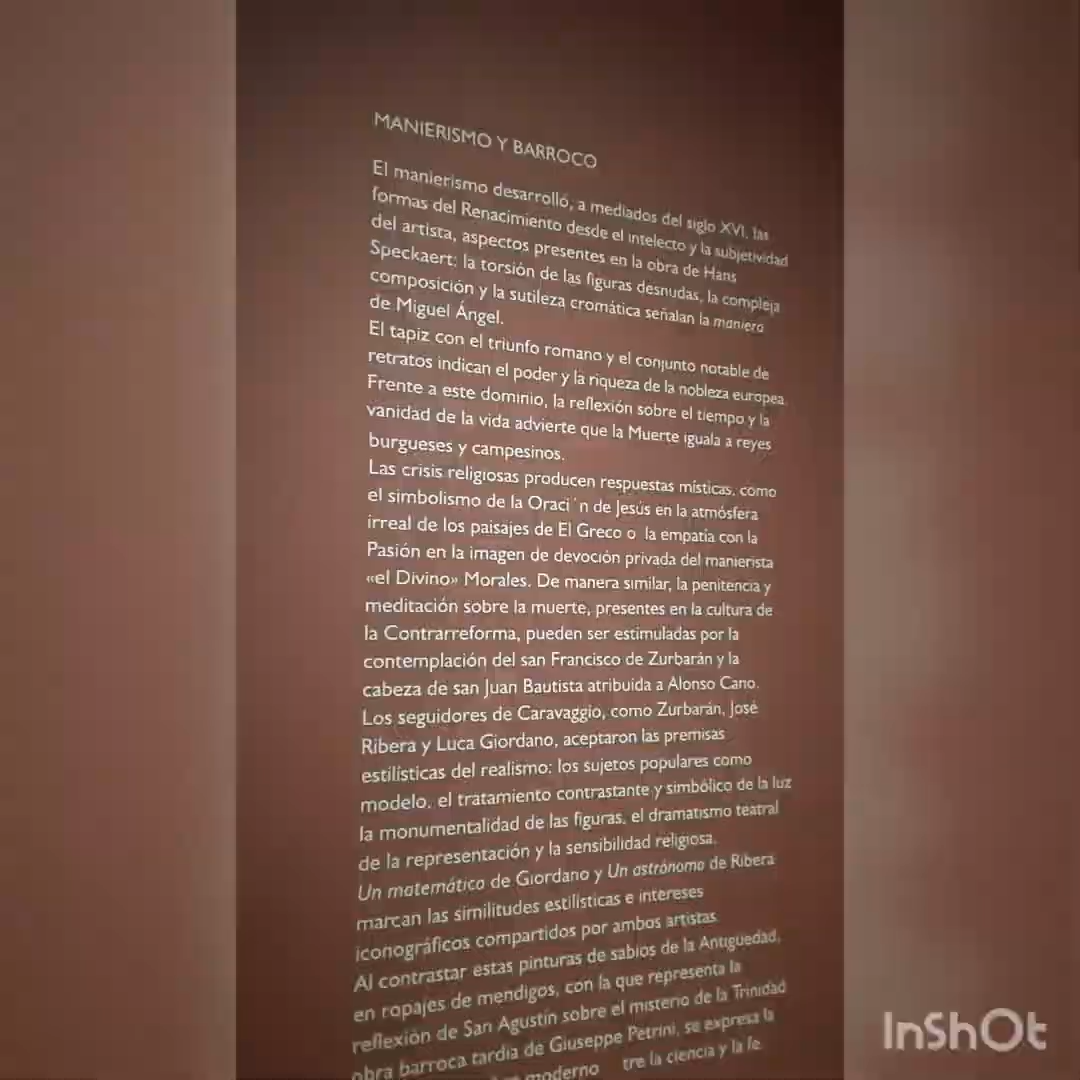 MANIERISMO Y BARROCO
El manierismo desarrolló, a mediados del siglo XVI, las
formas del Renacimiento desde el intelecto y la subjetividad
del artista, aspectos presentes en la obra de Hans
Speckaert: la torsión de las figuras desnudas, la compleja
composición y la sutileza cromática señalan la maniera
de Miguel Ángel.
El tapiz con el triunfo romano y el conjunto notable de
retratos indican el poder y la riqueza de la nobleza europea.
Frente a este dominio, la reflexión sobre el tiempo y la
vanidad de la vida advierte que la Muerte iguala a reyes
burgueses y campesinos.
Las crisis religiosas producen respuestas místicas, como
el simbolismo de la Oraci´n de Jesús en la atmósfera
irreal de los paisajes de El Greco o la empatía con la
Pasión en la imagen de devoción privada del manierista
«el Divino» Morales. De manera similar, la penitencia y
meditación sobre la muerte, presentes en la cultura de
la Contrarreforma, pueden ser estimuladas por la
contemplación del san Francisco de Zurbarán y la
cabeza de san Juan Bautista atribuida a Alonso Cano.
Los seguidores de Caravaggio, como Zurbarán, José
Ribera y Luca Giordano, aceptaron las premisas
estilísticas del realismo: los sujetos populares como
modelo, el tratamiento contrastante y simbólico de la luz
la monumentalidad de las figuras, el dramatismo teatral
de la representación y la sensibilidad religiosa.
Un matemático de Giordano y Un astrónomo de Ribera
marcan las similitudes estilísticas e intereses
iconográficos compartidos por ambos artistas.
Al contrastar estas pinturas de sabios de la Antigüedad,
en ropajes de mendigos, con la que representa la
reflexión de San Agustín sobre el misterio de la Trinidad
obra barroca tardía de Giuseppe Petrini, se expresa la
moderno tre la ciencia y la fe
InShOt